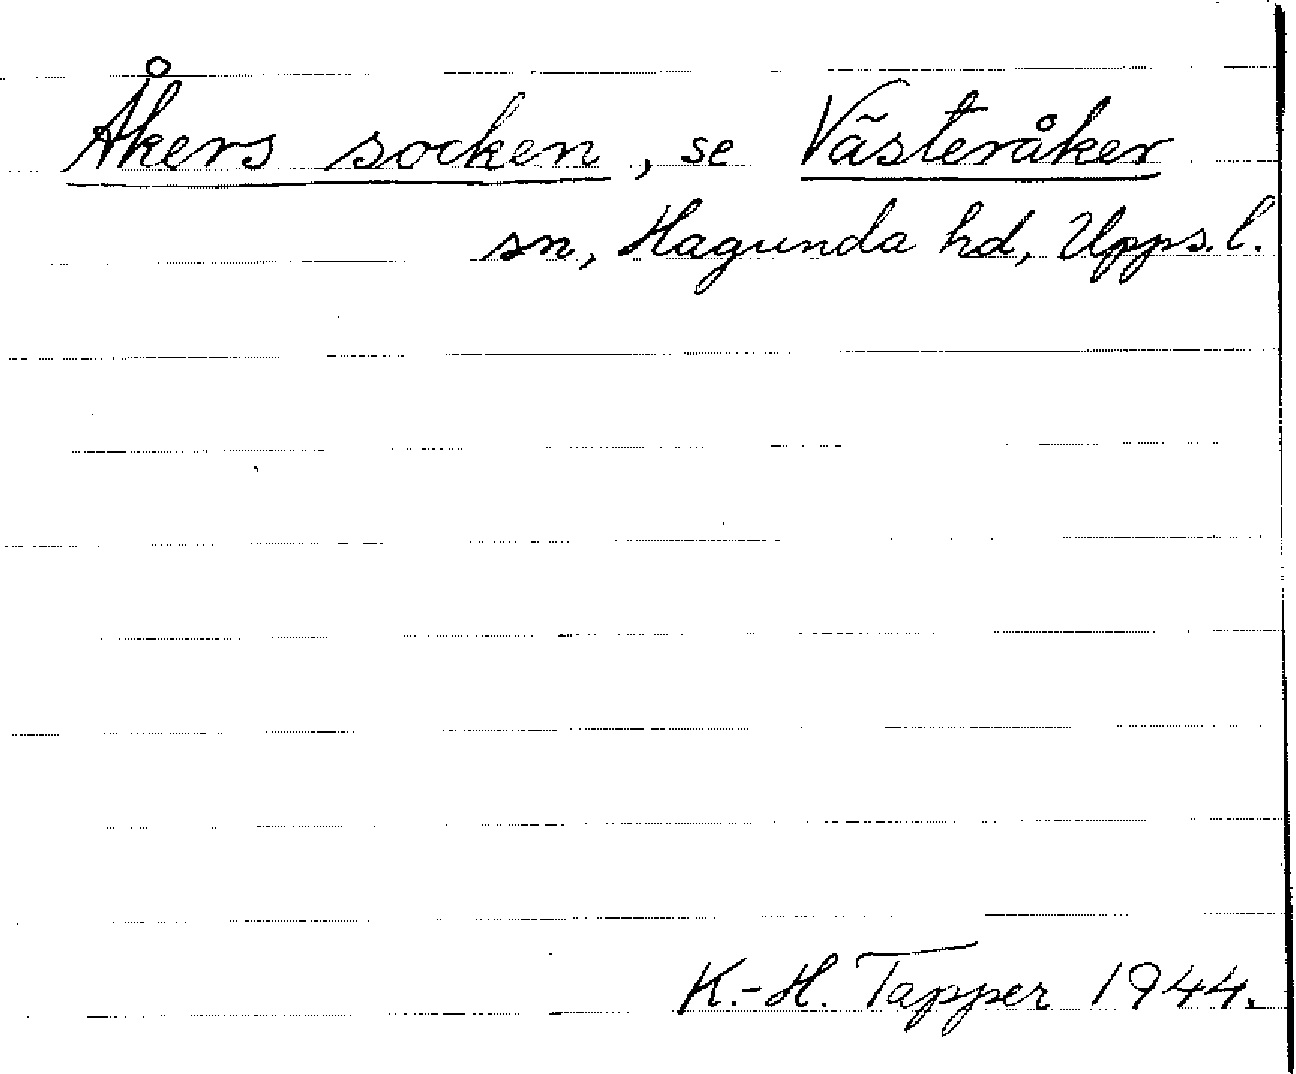 Åkers socken, se Västeråker
sn, Hagunda hd, Upps. l.
K.-H. Tapper 1944.